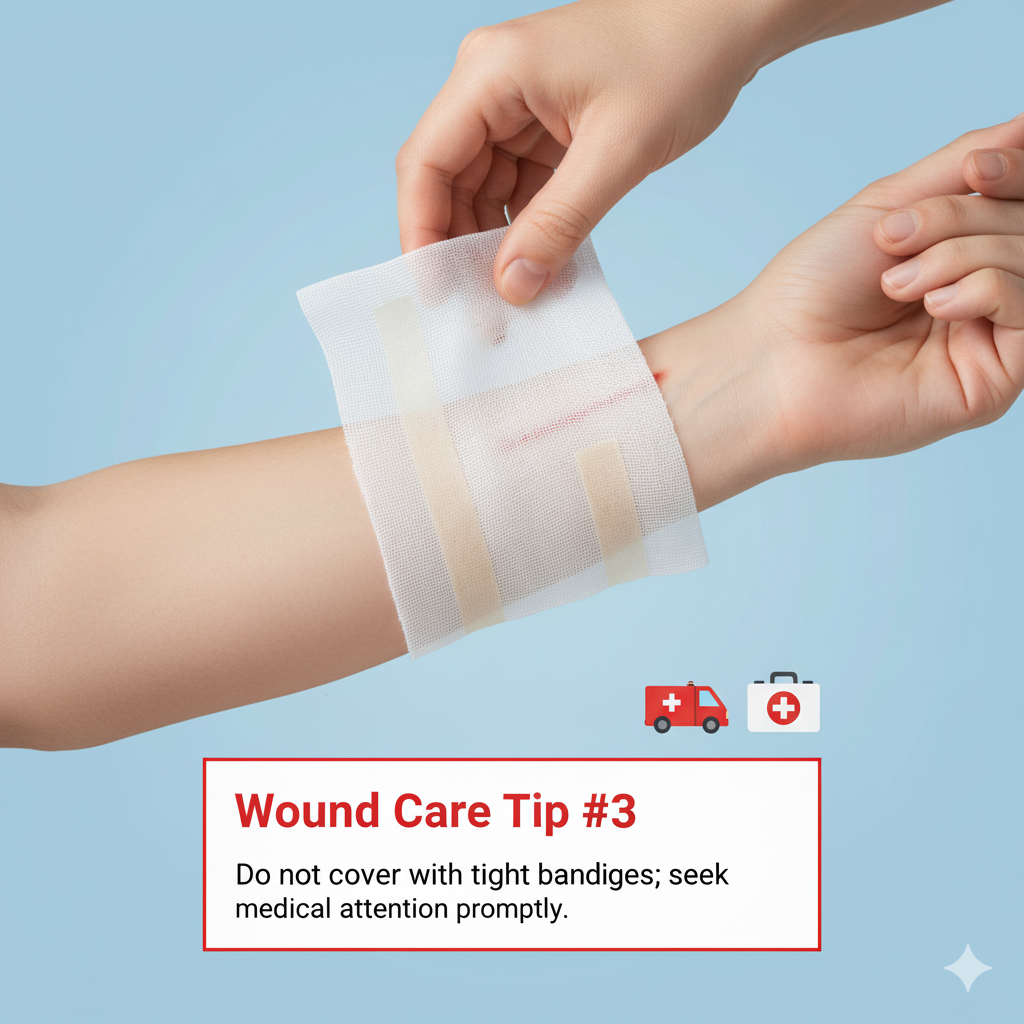 Wound Care Tip #3
Do not cover with tight bandiges; seek
medical attention promptly.